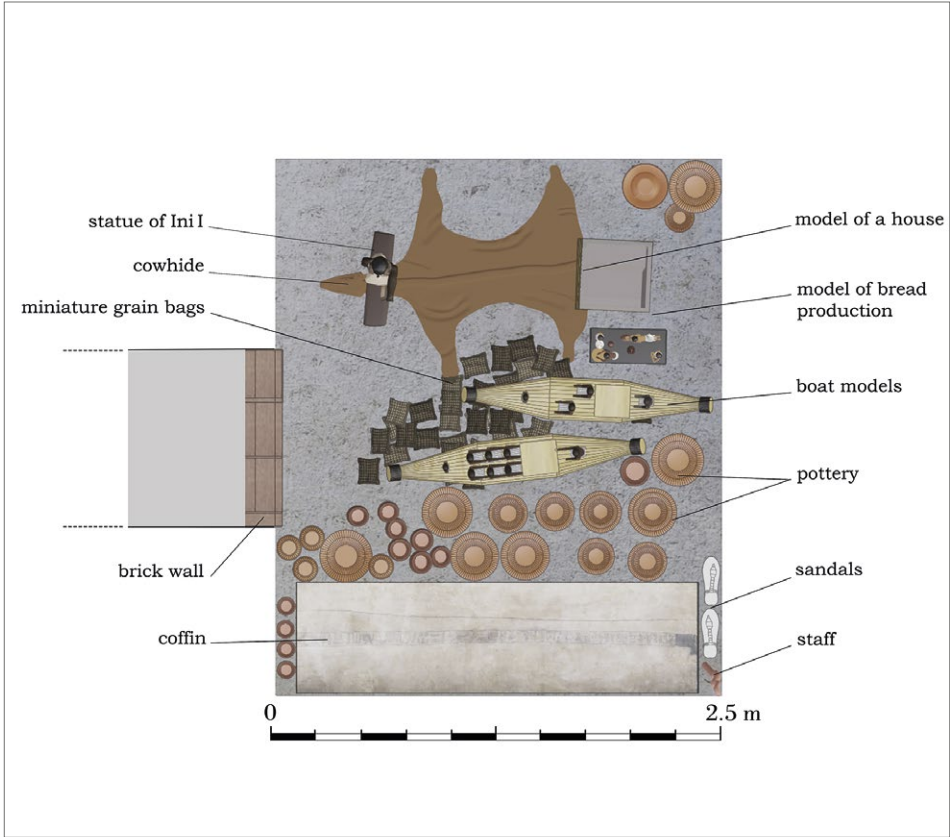 statue of Ini I
cowhide
miniature grain bags
brick wall
coffin
model of a house
model of bread
production
boat models
pottery
sandals
staff
0
2.5 m